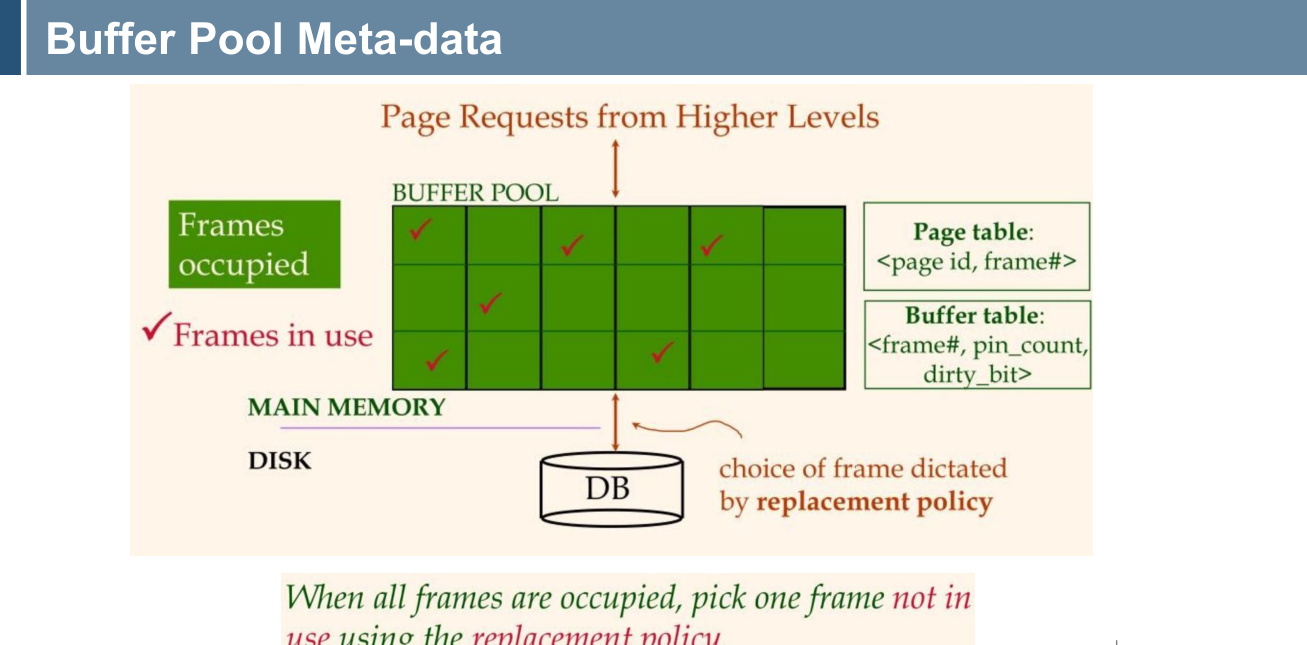 Buffer Pool Meta-data
Page Requests from Higher Levels
BUFFER POOL
Frames
occupied
✓Frames in use
Page table:
<page id, frame#>
Buffer table:
<frame#, pin_count,
dirty_bit>
MAIN MEMORY
DISK
DB
choice of frame dictated
by replacement policy
When all frames are occupied, pick one frame not in
use using the replacement policy